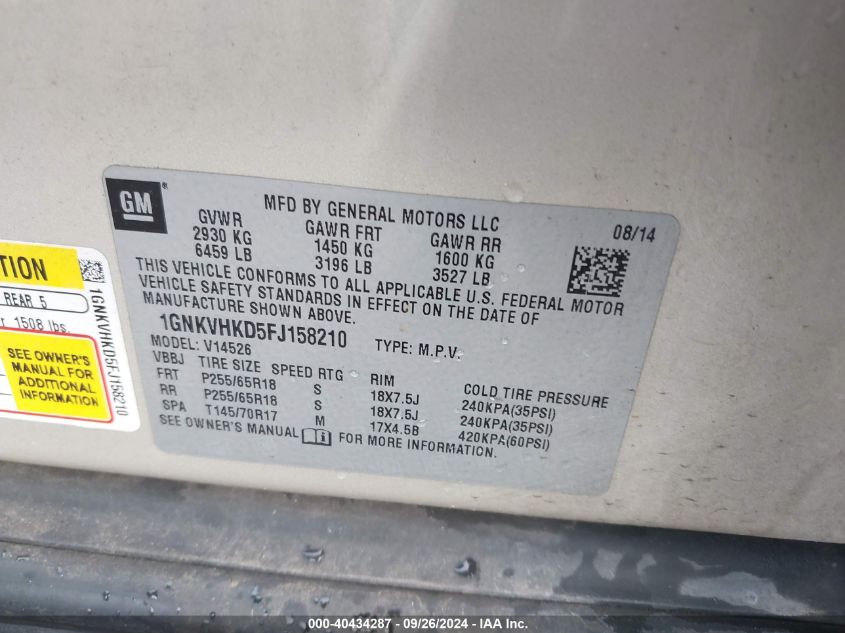 GM ®
MFD BY GENERAL MOTORS LLC
08/14
GVWR GAWR FRT GAWR RR
2930 KG 1450 KG 1600 KG
6459 LB 3196 LB 3527 LB
THIS VEHICLE CONFORMS TO ALL APPLICABLE U.S. FEDERAL MOTOR
VEHICLE SAFETY STANDARDS IN EFFECT ON THE DATE OF
MANUFACTURE SHOWN ABOVE.
1GNKVHKD5FJ158210 TYPE: M.P.V.
MODEL: V14526
VBBJ TIRE SIZE SPEED RTG RIM COLD TIRE PRESSURE
FRT P255/65R18 S 18X7.5J 240KPA(35PSI)
RR P255/65R18 S 18X7.5J 240KPA(35PSI)
SPA T145/70R17 M 17X4.5B 420KPA(60PSI)
SEE OWNER'S MANUAL FOR MORE INFORMATION.
REAR 5
1508 lbs.
SEE OWNER'S
MANUAL FOR
ADDITIONAL
INFORMATION
1GNKVHKD5FJ158210
000-40434287 - 09/26/2024 - IAA Inc.